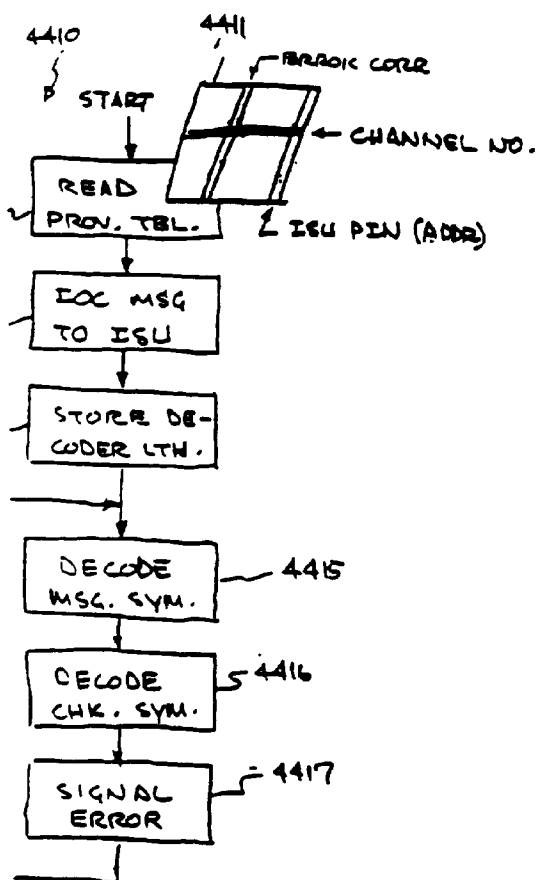 4410
4411
ERROR CORR
START
CHANNEL NO.
READ
PROV. TBL.
ISU PIN (ADDR)
IOC MSG
TO ISU
STORE DE-
CODER LTH.
DECODE
MSG. SYM.
4415
DECODE
CHK. SYM.
4416
SIGNAL
ERROR
4417